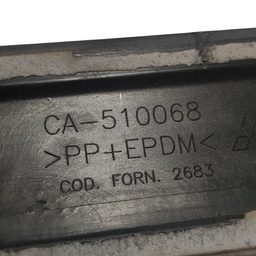 CA-510068
>PP+EPDM<
COD. FORN. 2683